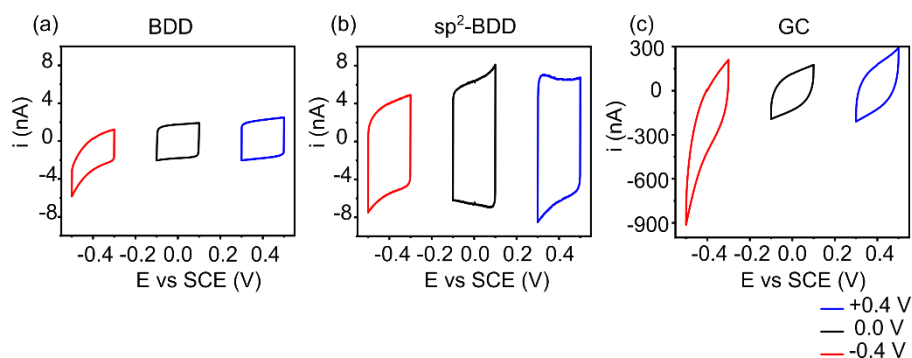 (a) BDD
i (nA)
8
4
0
-4
-8
-0.4 -0.2 0.0 0.2 0.4
E vs SCE (V)
(b) sp²-BDD
i (nA)
8
4
0
-4
-8
-0.4 -0.2 0.0 0.2 0.4
E vs SCE (V)
(c) GC
i (nA)
300
0
-300
-600
-900
-0.4 -0.2 0.0 0.2 0.4
E vs SCE (V)
+0.4 V
0.0 V
-0.4 V